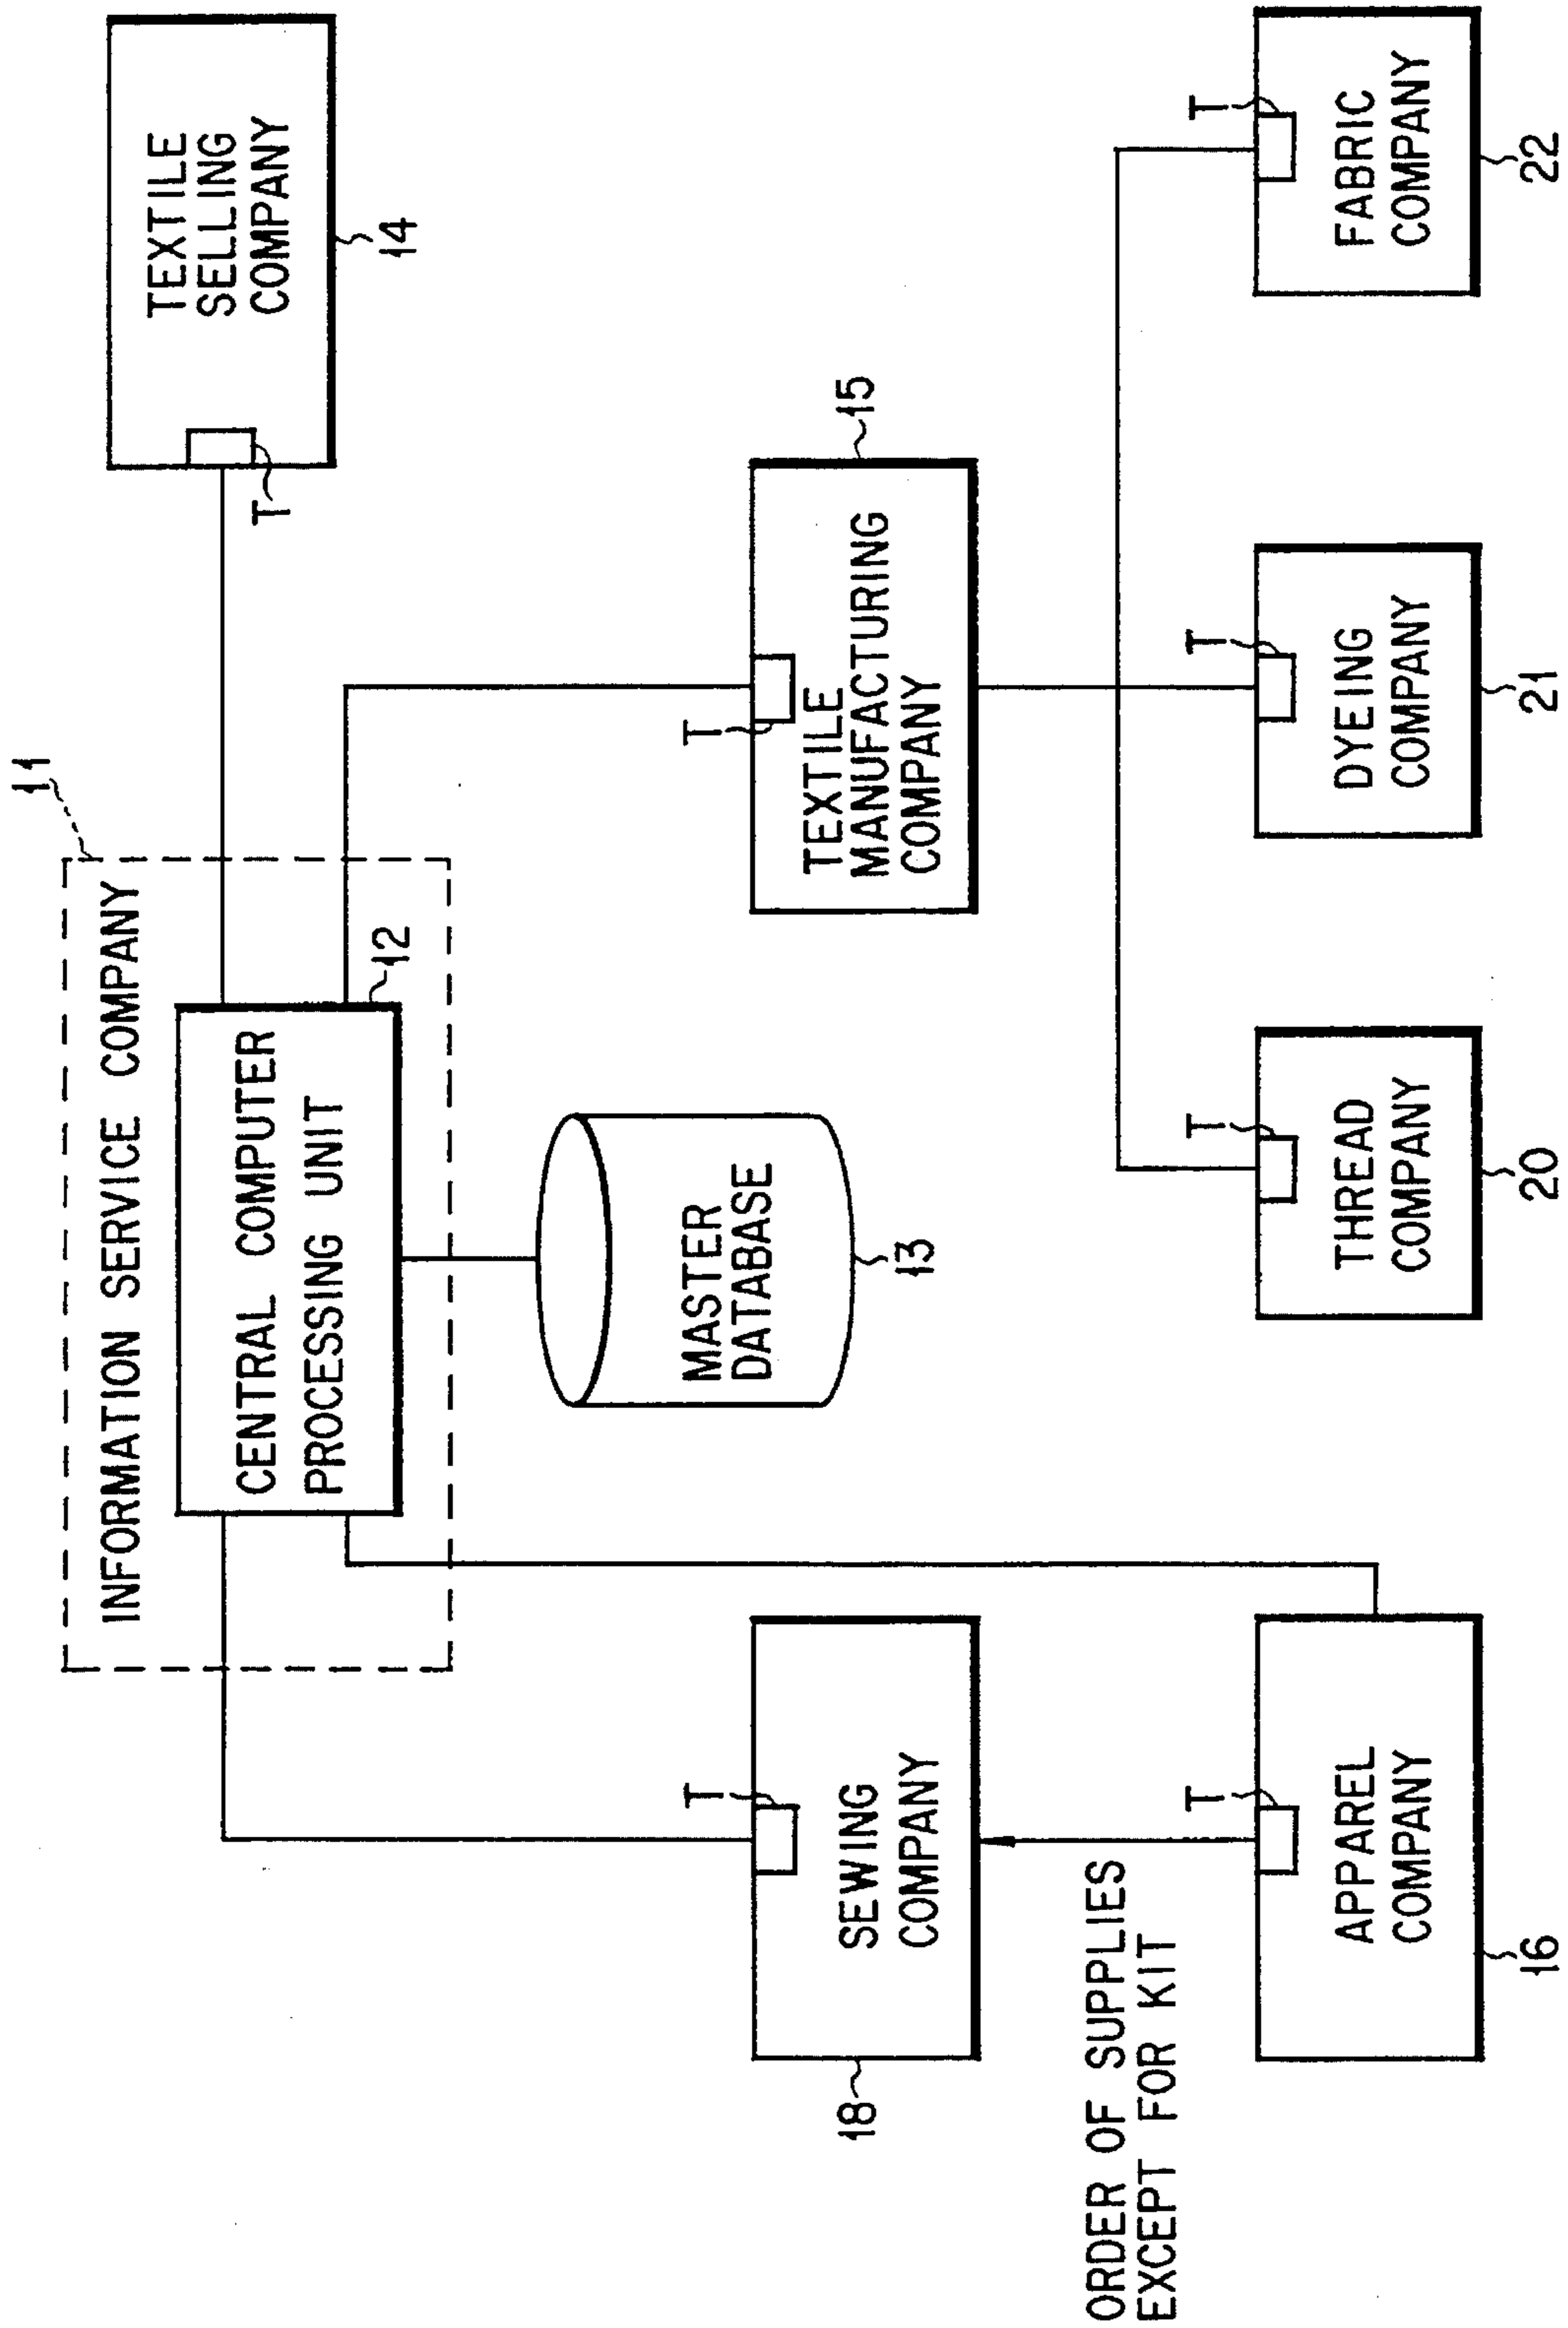 11
INFORMATION SERVICE COMPANY
CENTRAL COMPUTER
PROCESSING UNIT
12
TEXTILE
SELLING
COMPANY
T
14
MASTER
DATABASE
13
T
SEWING
COMPANY
18
T
TEXTILE
MANUFACTURING
COMPANY
15
ORDER OF SUPPLIES
EXCEPT FOR KIT
T
APPAREL
COMPANY
16
T
THREAD
COMPANY
20
T
DYEING
COMPANY
21
T
FABRIC
COMPANY
22